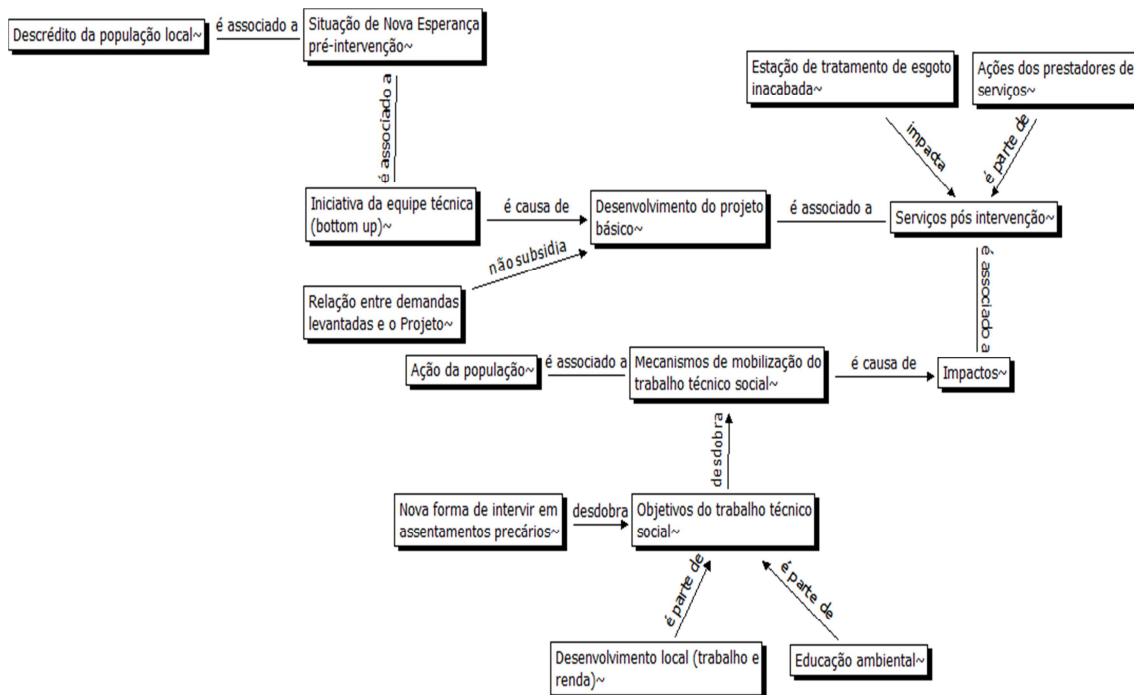 Descrédito da população local~
é associado a
Situação de Nova Esperança
pré-intervenção~
é associado a
Estação de tratamento de esgoto
inacabada~
Ações dos prestadores de
serviços~
impacta
é parte de
Iniciativa da equipe técnica
(bottom up)~
é causa de
Desenvolvimento do projeto
básico~
é associado a
Serviços pós intervenção~
não subsidia
é associado a
Relação entre demandas
levantadas e o Projeto~
Ação da população~
é associado a
Mecanismos de mobilização do
trabalho técnico social~
é causa de
Impactos~
desdobra
Nova forma de intervir em
assentamentos precários~
desdobra
Objetivos do trabalho técnico
social~
é parte de
é parte de
Desenvolvimento local (trabalho e
renda)~
Educação ambiental~